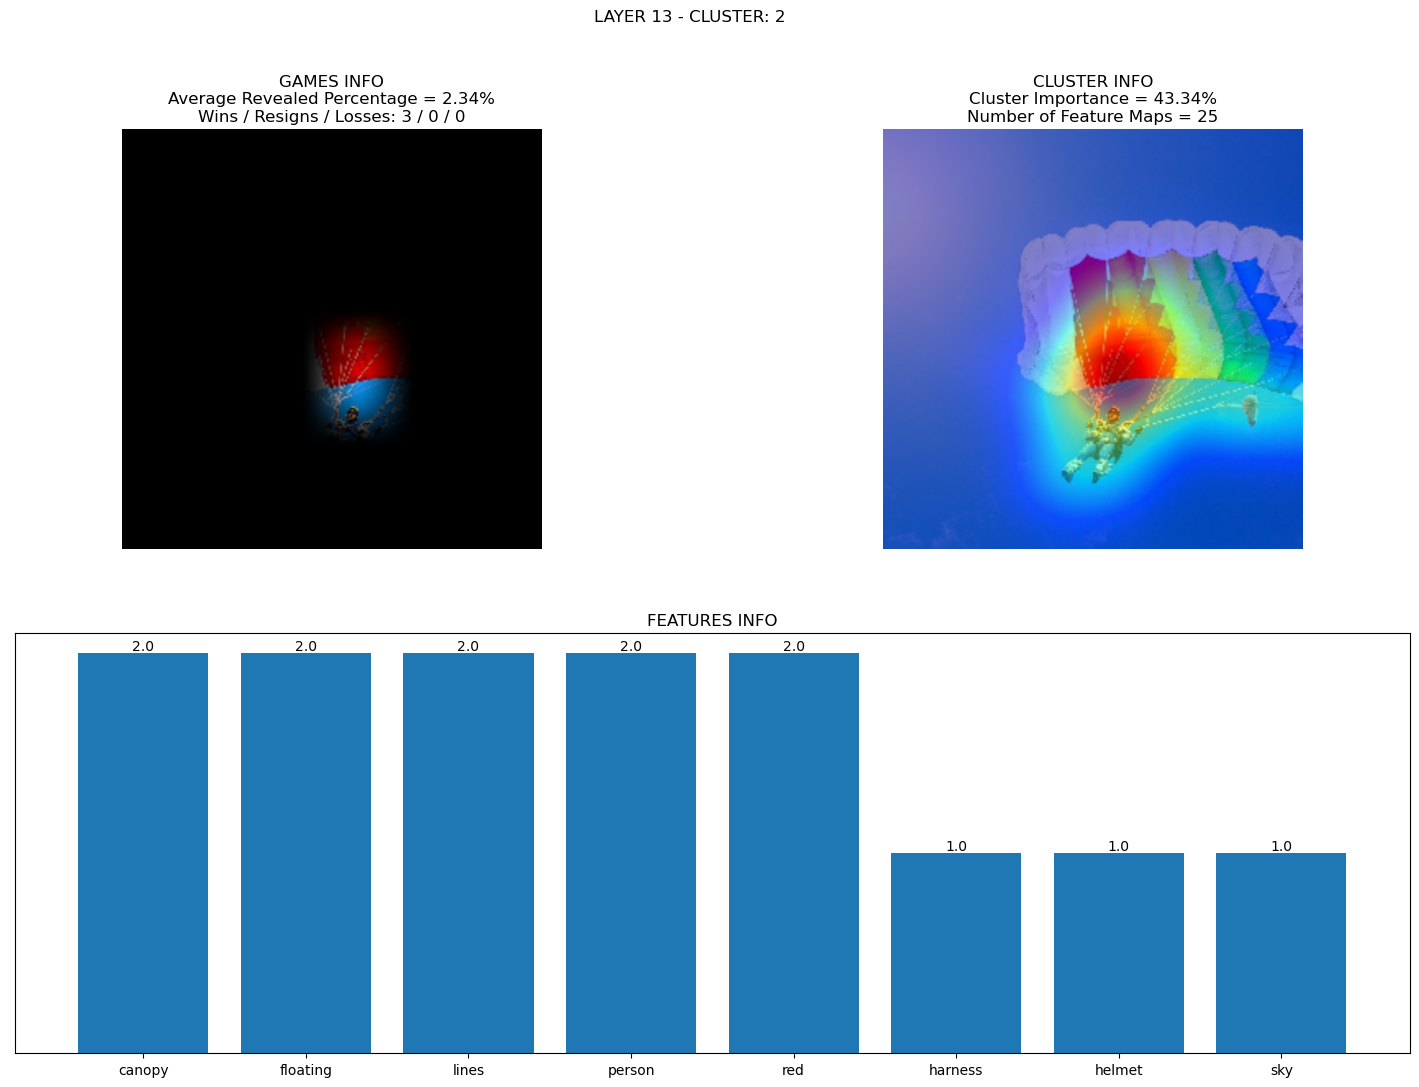 LAYER 13 - CLUSTER: 2
GAMES INFO
Average Revealed Percentage = 2.34%
Wins / Resigns / Losses: 3 / 0 / 0
CLUSTER INFO
Cluster Importance = 43.34%
Number of Feature Maps = 25
FEATURES INFO
2.0 2.0 2.0 2.0 2.0 1.0 1.0 1.0
canopy floating lines person red harness helmet sky